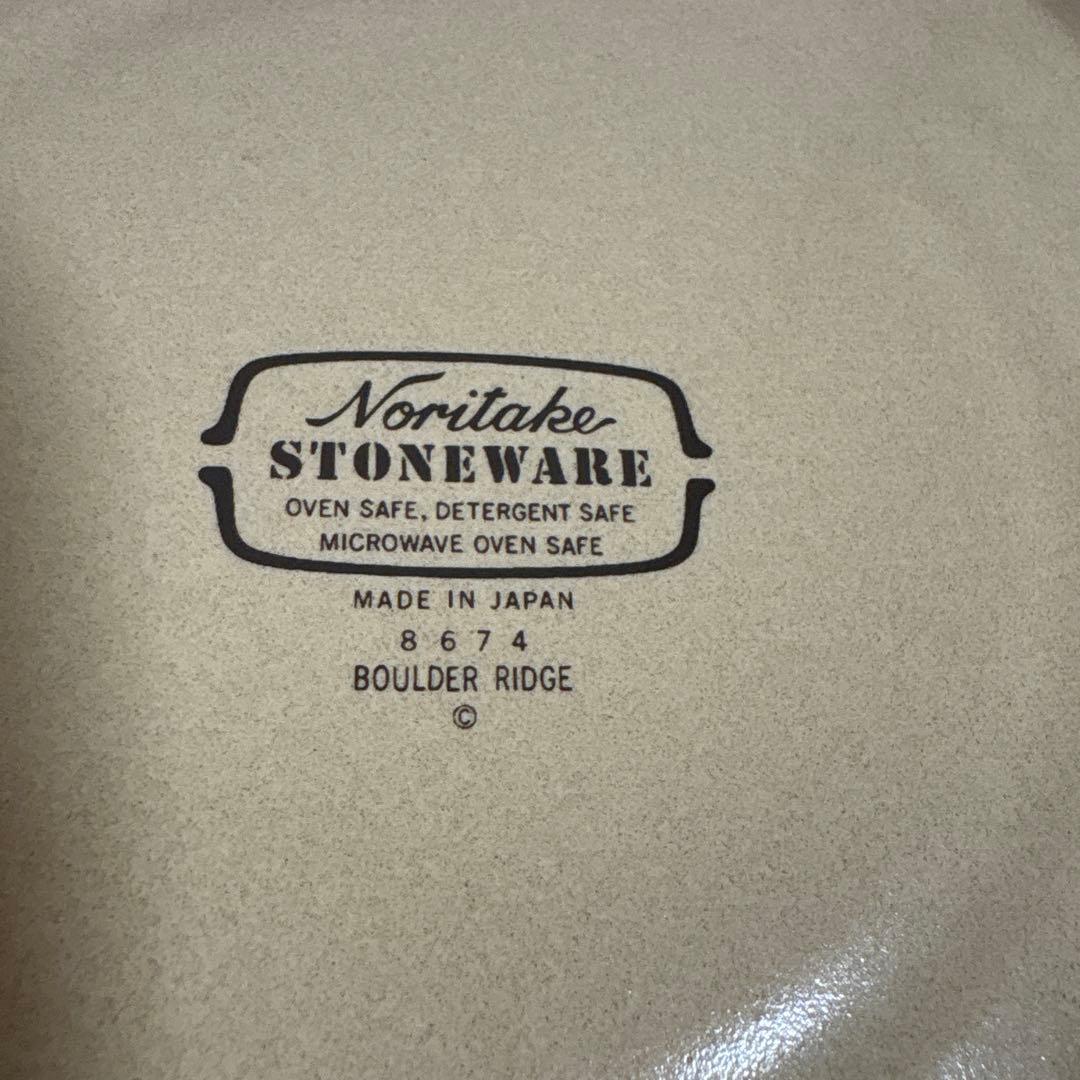 Noritake
STONEWARE
OVEN SAFE, DETERGENT SAFE
MICROWAVE OVEN SAFE
MADE IN JAPAN
8674
BOULDER RIDGE
©